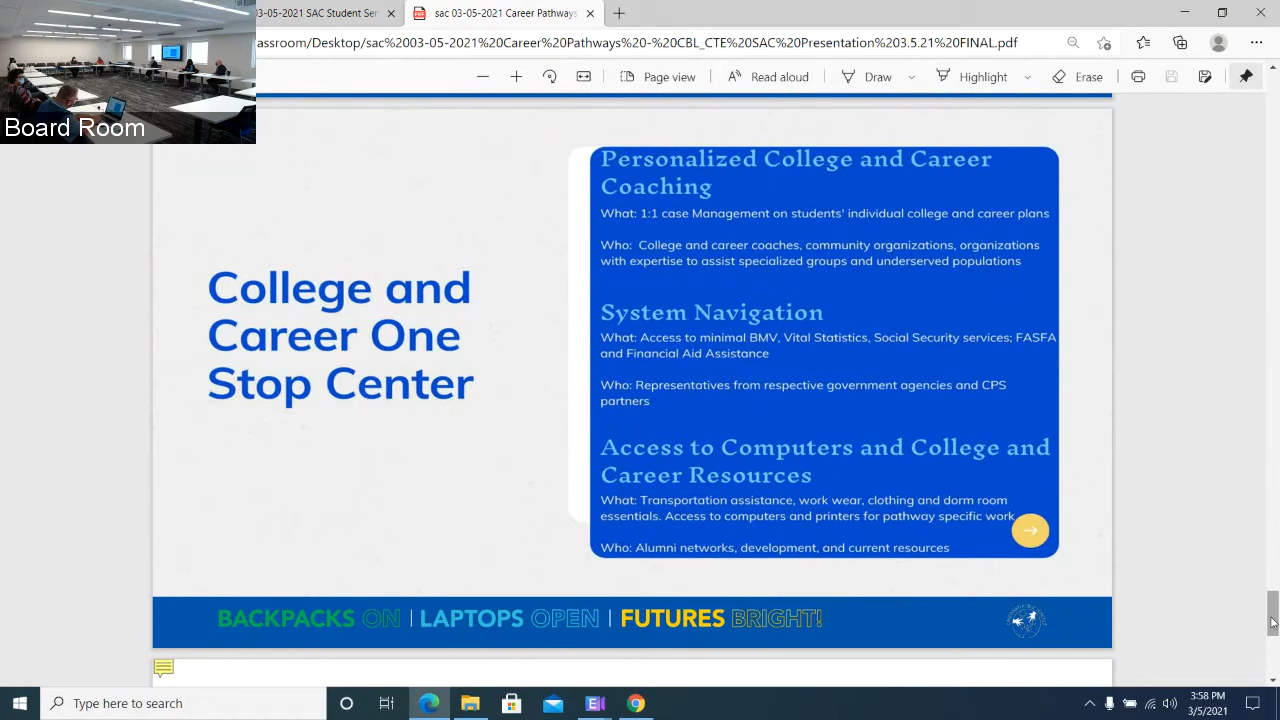 sac 03-05-2021 Student Ser
sac 03-05-2021 Career Pathways
assroom/Desktop/sac%2003-05-2021%20Career%20Pathways%20-%20CBL_CTE%20SAC%20Presentation%203.5.21%20FINAL.pdf
Page view
Read aloud
Draw
Highlight
Erase
Board Room
College and
Career One
Stop Center
Personalized College and Career
Coaching
What: 1:1 case Management on students' individual college and career plans
Who: College and career coaches, community organizations, organizations
with expertise to assist specialized groups and underserved populations
System Navigation
What: Access to minimal BMV, Vital Statistics, Social Security services; FASFA
and Financial Aid Assistance
Who: Representatives from respective government agencies and CPS
partners
Access to Computers and College and
Career Resources
What: Transportation assistance, work wear, clothing and dorm room
essentials. Access to computers and printers for pathway specific work
Who: Alumni networks, development, and current resources
BACKPACKS ON | LAPTOPS OPEN | FUTURES BRIGHT!
Type here to search
3:58 PM
3/5/2021